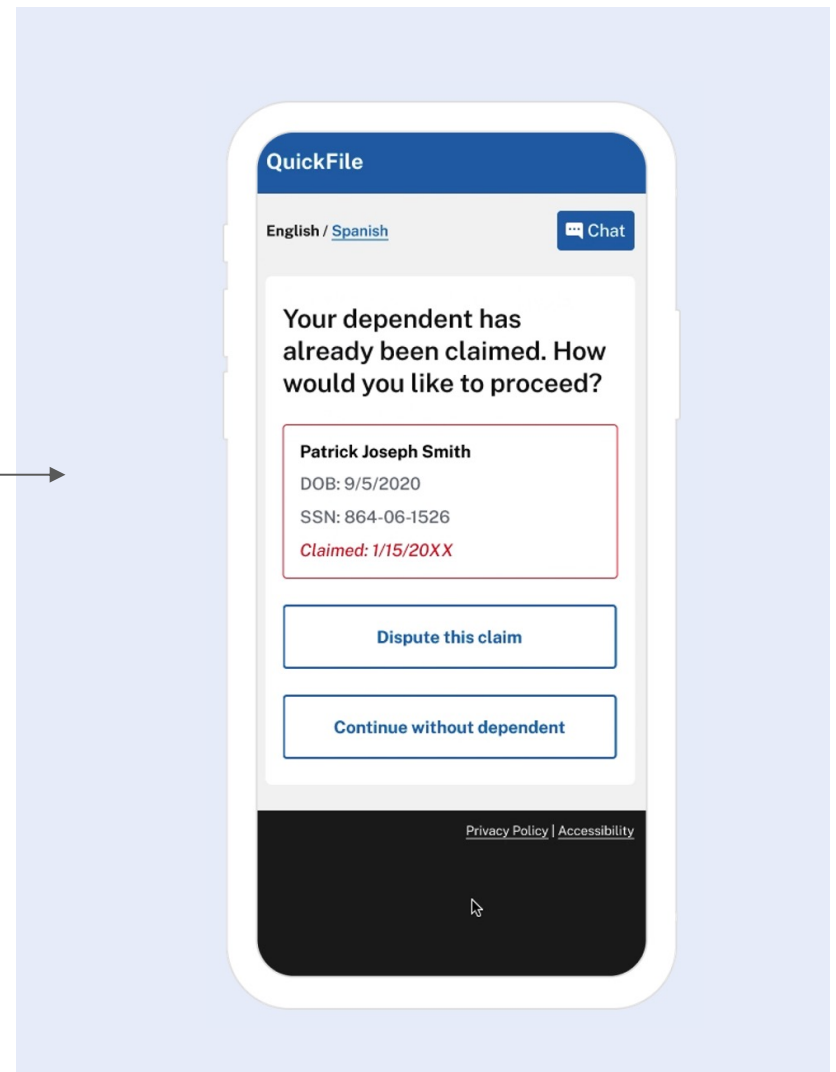 QuickFile
English / Spanish
Chat
Your dependent has
already been claimed. How
would you like to proceed?
Patrick Joseph Smith
DOB: 9/5/2020
SSN: 864-06-1526
Claimed: 1/15/20XX
Dispute this claim
Continue without dependent
Privacy Policy | Accessibility